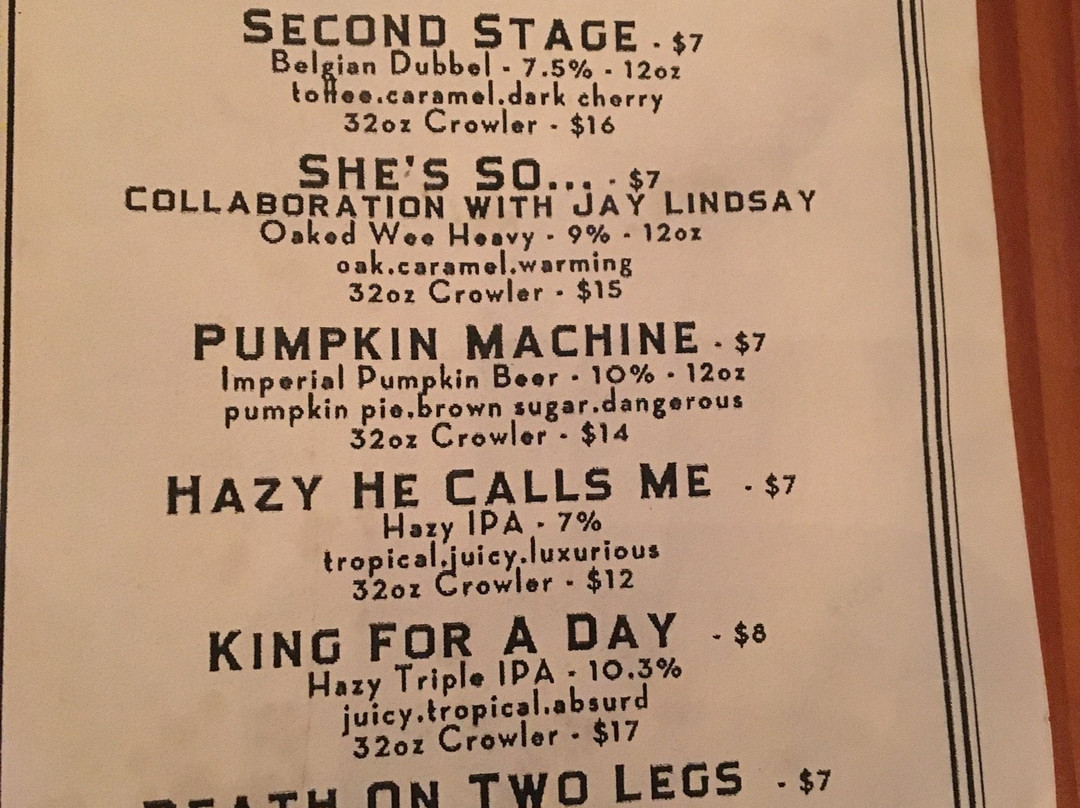 SECOND STAGE - $7
Belgian Dubbel - 7.5% - 12oz
toffee.caramel.dark cherry
32oz Crowler - $16
SHE'S SO... - $7
COLLABORATION WITH JAY LINDSAY
Oaked Wee Heavy - 9% - 12oz
oak.caramel.warming
32oz Crowler - $15
PUMPKIN MACHINE - $7
Imperial Pumpkin Beer - 10% - 12oz
pumpkin pie.brown sugar.dangerous
32oz Crowler - $14
HAZY HE CALLS ME - $7
Hazy IPA - 7%
tropical.juicy.luxurious
32oz Crowler - $12
KING FOR A DAY - $8
Hazy Triple IPA - 10.3%
juicy.tropical.absurd
32oz Crowler - $17
DEATH ON TWO LEGS - $7